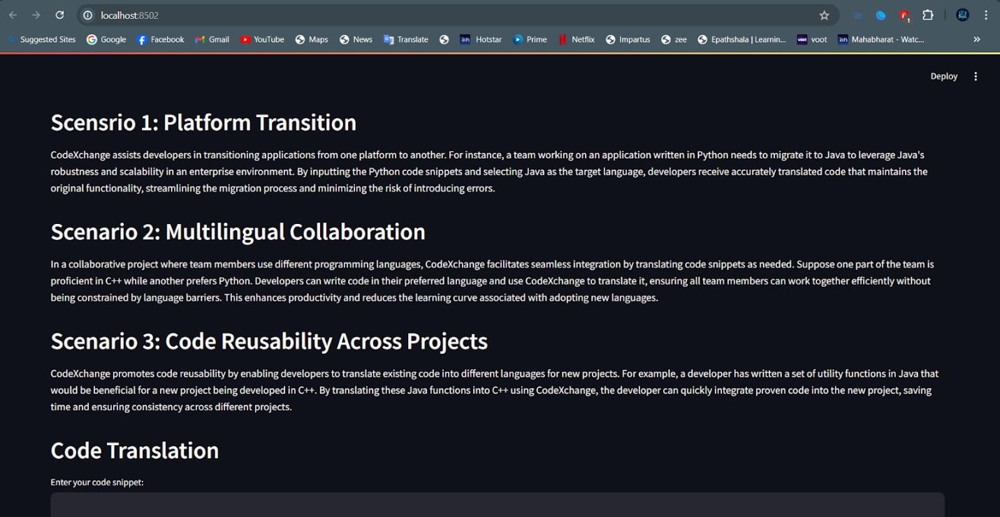 localhost:8502
Suggested Sites Google Facebook Gmail YouTube Maps News Translate Hotstar Prime Netflix Impartus zee Epathshala | Learnin... voot Mahabharat - Watc...
Deploy
Scensrio 1: Platform Transition
CodeXchange assists developers in transitioning applications from one platform to another. For instance, a team working on an application written in Python needs to migrate it to Java to leverage Java's
robustness and scalability in an enterprise environment. By inputting the Python code snippets and selecting Java as the target language, developers receive accurately translated code that maintains the
original functionality, streamlining the migration process and minimizing the risk of introducing errors.
Scenario 2: Multilingual Collaboration
In a collaborative project where team members use different programming languages, CodeXchange facilitates seamless integration by translating code snippets as needed. Suppose one part of the team is
proficient in C++ while another prefers Python. Developers can write code in their preferred language and use CodeXchange to translate it, ensuring all team members can work together efficiently without
being constrained by language barriers. This enhances productivity and reduces the learning curve associated with adopting new languages.
Scenario 3: Code Reusability Across Projects
CodeXchange promotes code reusability by enabling developers to translate existing code into different languages for new projects. For example, a developer has written a set of utility functions in Java that
would be beneficial for a new project being developed in C++. By translating these Java functions into C++ using CodeXchange, the developer can quickly integrate proven code into the new project, saving
time and ensuring consistency across different projects.
Code Translation
Enter your code snippet: